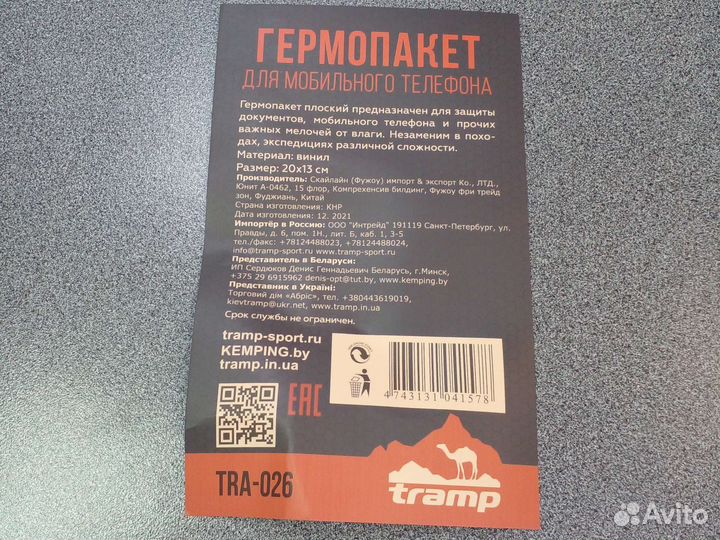 ГЕРМОПАКЕТ
ДЛЯ МОБИЛЬНОГО ТЕЛЕФОНА
Гермопакет плоский предназначен для защиты
документов, мобильного телефона и прочих
важных мелочей от влаги. Незаменим в похо-
дах, экспедициях различной сложности.
Материал: винил
Размер: 20x13 см
Производитель: Скайлайн (Фужоу) импорт & экспорт Ко., ЛТД.,
Юнит А-0462, 15 флор, Компрехенсив билдинг, Фужоу фри трейд
зон, Фуджиань, Китай
Страна изготовления: КНР
Дата изготовления: 12. 2021
Импортёр в Россию: ООО "Интрейд" 191119 Санкт-Петербург, ул.
Правды, д. 6, пом. 1Н., лит. Б, каб. 1, 3-5
тел./факс: +78124488023, +78124488024,
info@tramp-sport.ru www.tramp-sport.ru
Представитель в Беларуси:
ИП Сердюков Денис Геннадьевич Беларусь, г.Минск,
+375 29 6915962 denis-opt@tut.by, www.kemping.by
Представник в Україні:
Торговий дім «Абріс», тел. +380443619019,
kievtramp@ukr.net, www.tramp.in.ua
Срок службы не ограничен.
tramp-sport.ru
KEMPING.by
tramp.in.ua
EAC
4 743131 041578
TRA-026
tramp
Avito